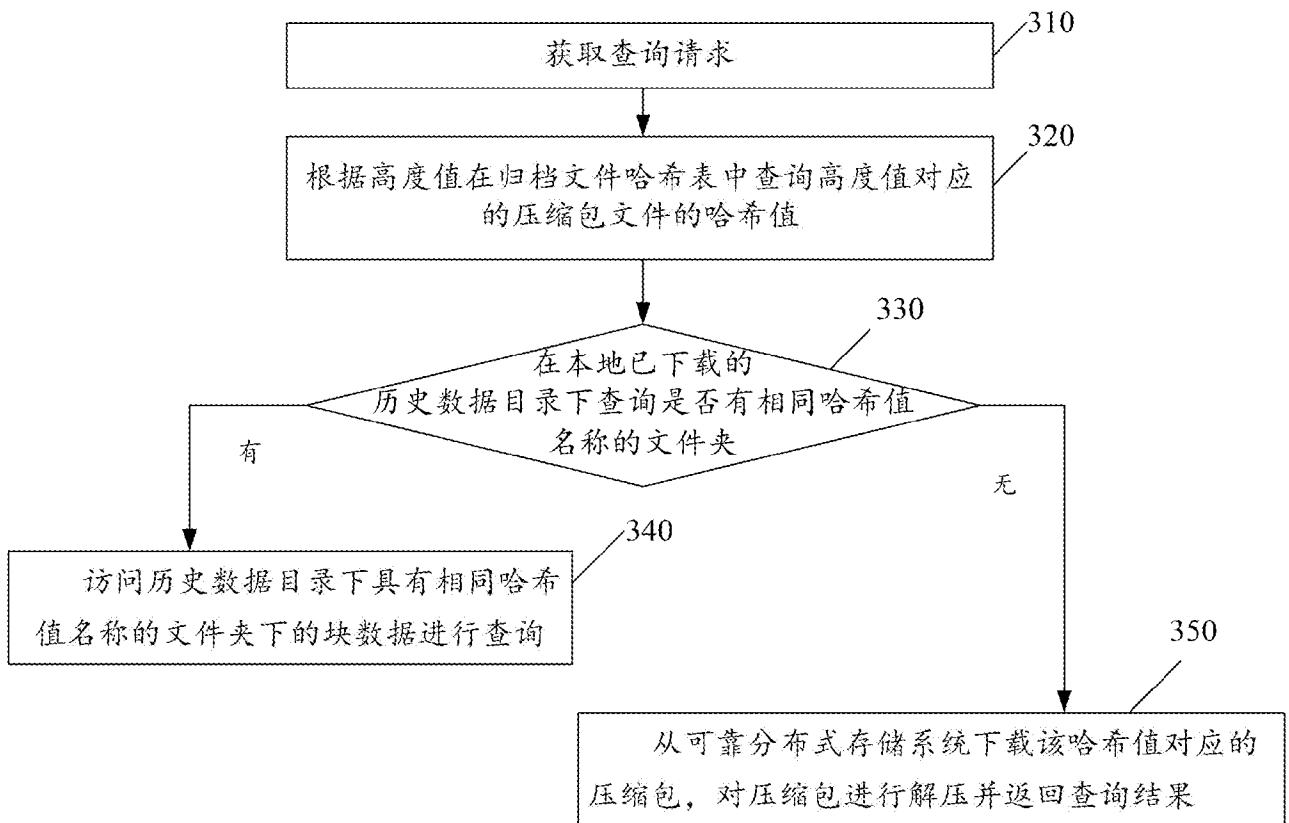 310
获取查询请求
320
根据高度值在归档文件哈希表中查询高度值对应
的压缩包文件的哈希值
330
在本地已下载的
历史数据目录下查询是否有相同哈希值
名称的文件夹
有
无
340
访问历史数据目录下具有相同哈希
值名称的文件夹下的块数据进行查询
350
从可靠分布式存储系统下载该哈希值对应的
压缩包，对压缩包进行解压并返回查询结果